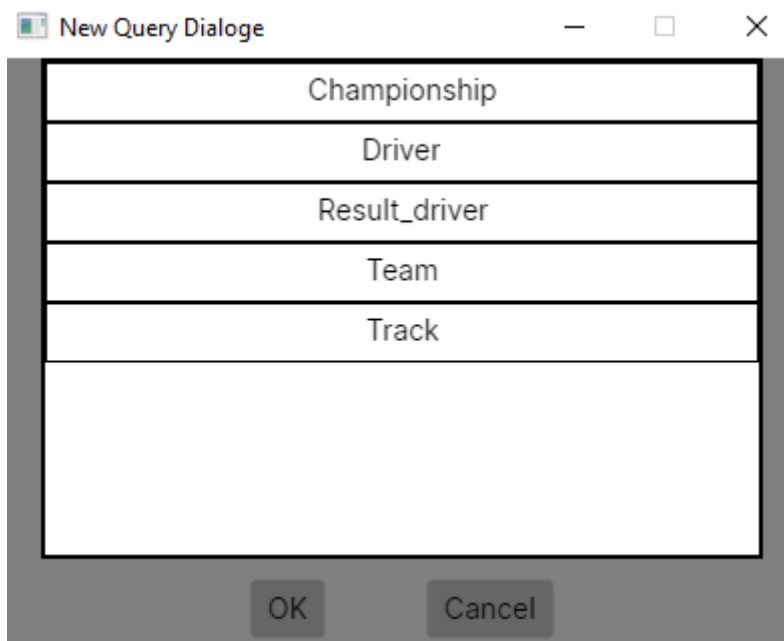 New Query Dialoge
Championship
Driver
Result_driver
Team
Track
OK Cancel